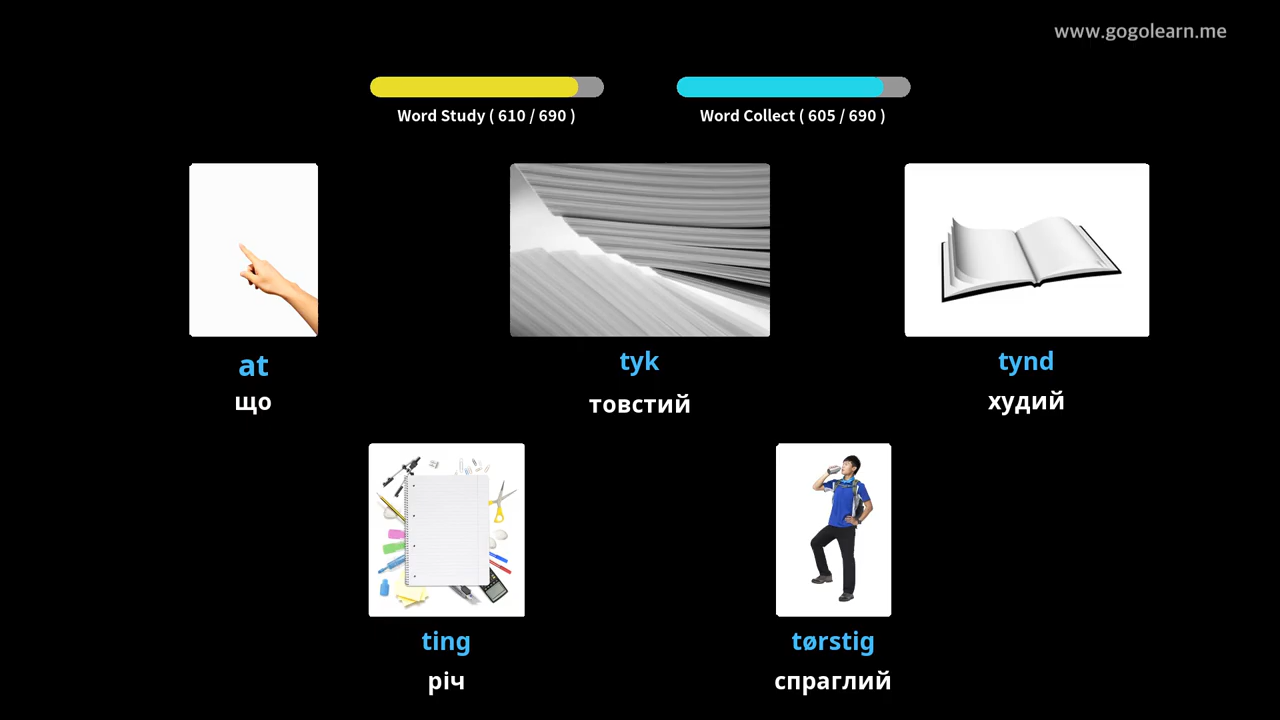 www.gogolearn.me
Word Study ( 610 / 690 )
Word Collect ( 605 / 690 )
at
що
tyk
товстий
tynd
худий
ting
річ
tørstig
спраглий